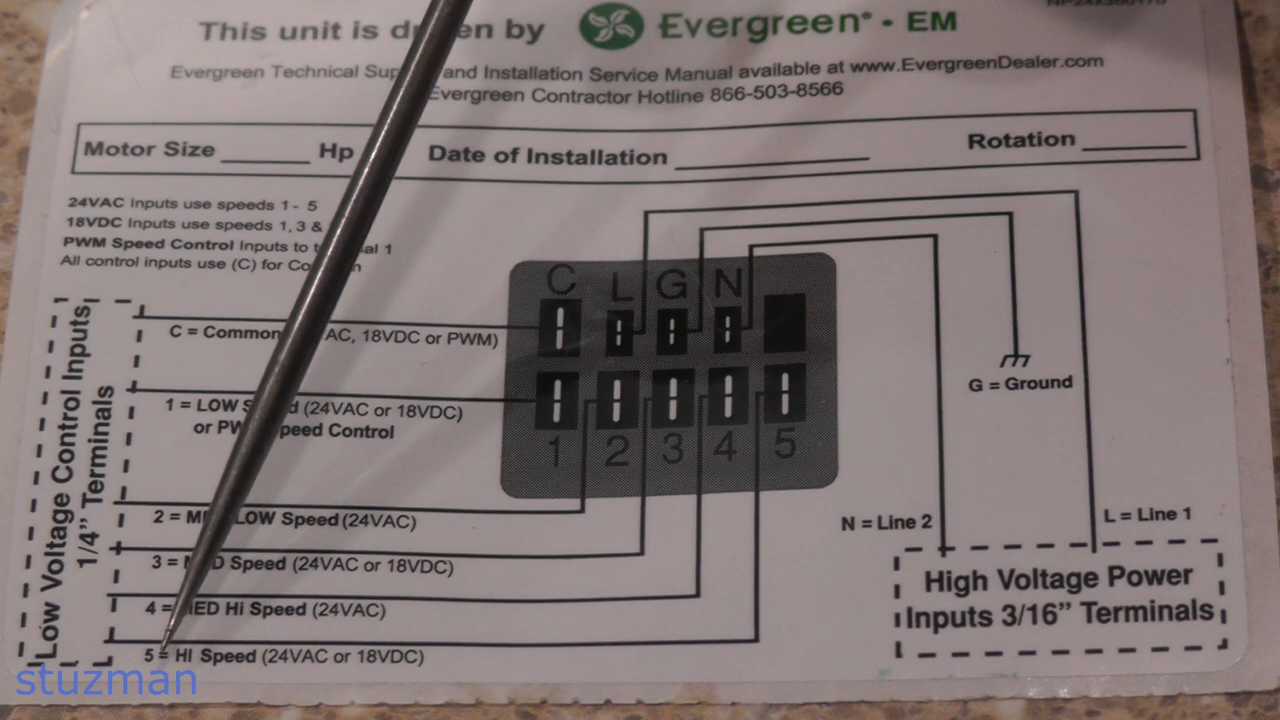 This unit is dr en by Evergreen® • EM
Evergreen Technical Sup and Installation Service Manual available at www.EvergreenDealer.com
Evergreen Contractor Hotline 866-503-8566
Motor Size ______ Hp Date of Installation ____________ Rotation ______
24VAC Inputs use speeds 1 - 5
18VDC Inputs use speeds 1, 3 &
PWM Speed Control Inputs to t al 1
All control inputs use (C) for Co n
C L G N
C = Common AC, 18VDC or PWM)
G = Ground
1 = LOW S d (24VAC or 18VDC)
or PW peed Control
1 2 3 4 5
Low Voltage Control Inputs
1/4” Terminals
2 = M LOW Speed (24VAC)
N = Line 2
L = Line 1
3 = D Speed (24VAC or 18VDC)
4 = ED Hi Speed (24VAC)
High Voltage Power
Inputs 3/16” Terminals
5 = HI Speed (24VAC or 18VDC)
stuzman